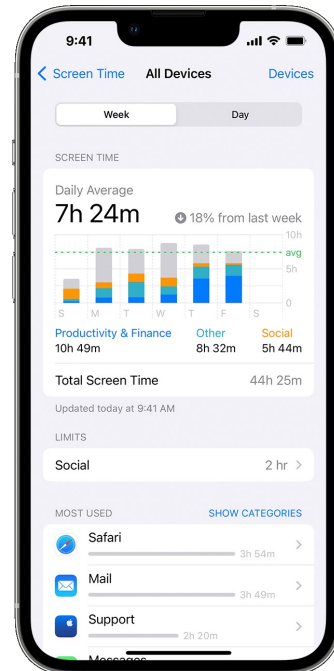 9:41
Screen Time All Devices Devices
Week Day
SCREEN TIME
Daily Average
7h 24m 18% from last week
10h
avg
5h
0
S M T W T F S
Productivity & Finance Other Social
10h 49m 8h 32m 5h 44m
Total Screen Time 44h 25m
Updated today at 9:41 AM
LIMITS
Social 2 hr
MOST USED SHOW CATEGORIES
Safari
3h 54m
Mail
3h 49m
Support
2h 20m
Messages